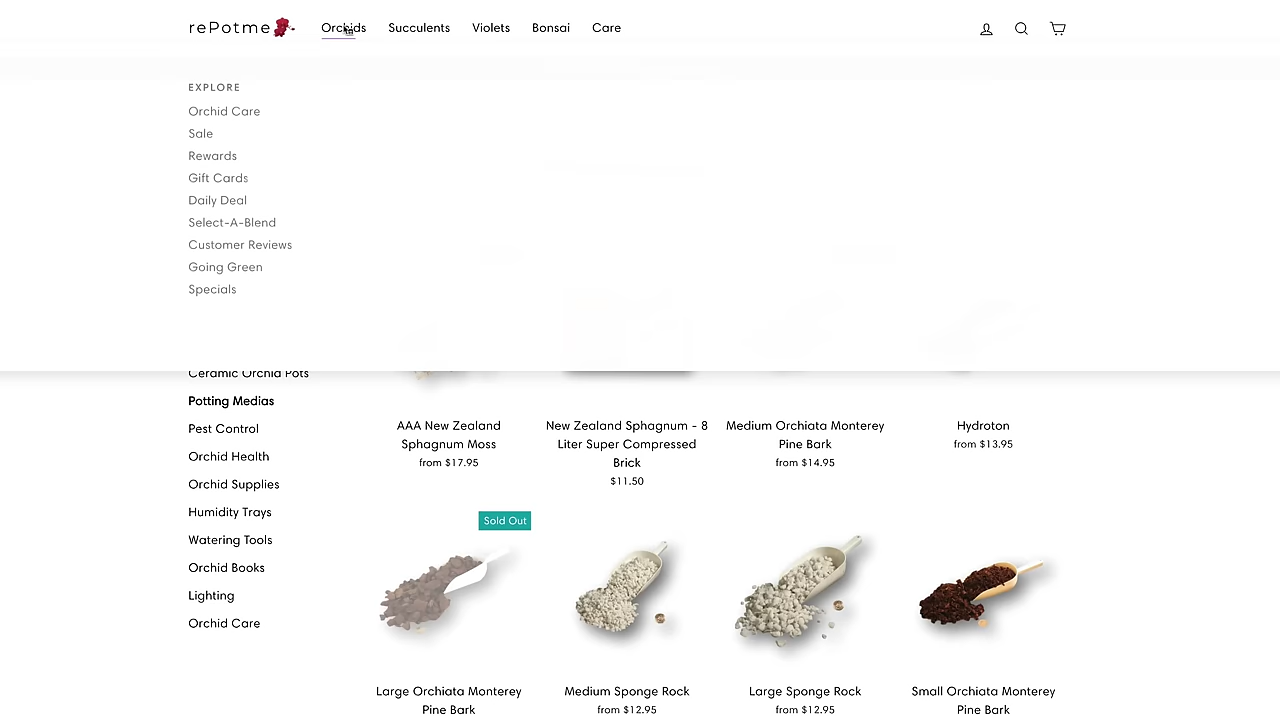 rePotme
Orchids
Succulents
Violets
Bonsai
Care
EXPLORE
Orchid Care
Sale
Rewards
Gift Cards
Daily Deal
Select-A-Blend
Customer Reviews
Going Green
Specials
Ceramic Orchid Pots
Potting Medias
Pest Control
Orchid Health
Orchid Supplies
Humidity Trays
Watering Tools
Orchid Books
Lighting
Orchid Care
AAA New Zealand
Sphagnum Moss
from $17.95
New Zealand Sphagnum - 8
Liter Super Compressed
Brick
$11.50
Medium Orchiata Monterey
Pine Bark
from $14.95
Hydroton
from $13.95
Sold Out
Large Orchiata Monterey
Pine Bark
Medium Sponge Rock
from $12.95
Large Sponge Rock
from $12.95
Small Orchiata Monterey
Pine Bark